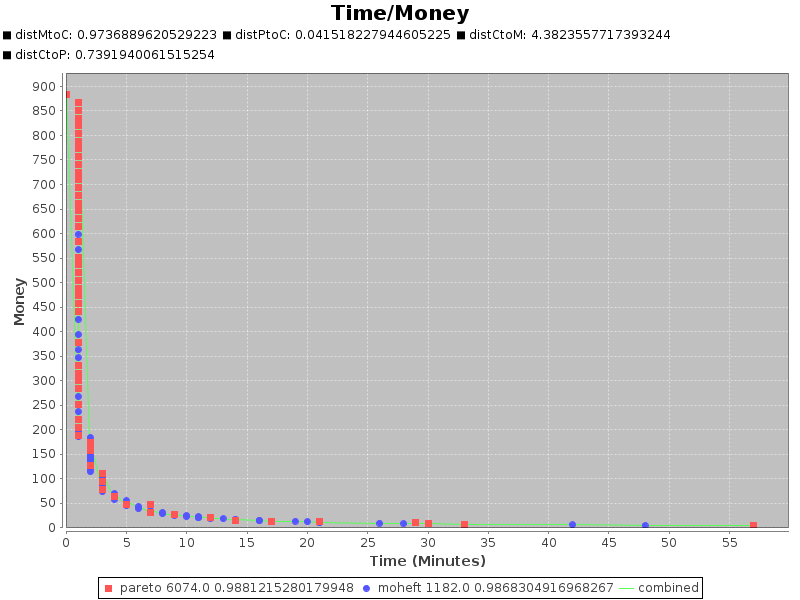 Time/Money
distMtoC: 0.9736889620529223 distPtoC: 0.041518227944605225 distCtoM: 4.3823557717393244
distCtoP: 0.7391940061515254
900
850
800
750
700
650
600
550
500
450
400
350
300
250
200
150
100
50
0
Money
0 5 10 15 20 25 30 35 40 45 50 55
Time (Minutes)
pareto 6074.0 0.9881215280179948 moheft 1182.0 0.9868304916968267 combined